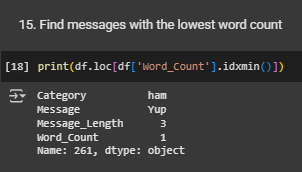 15. Find messages with the lowest word count
[18] print(df.loc[df['Word_Count'].idxmin()])
Category ham
Message Yup
Message_Length 3
Word_Count 1
Name: 261, dtype: object